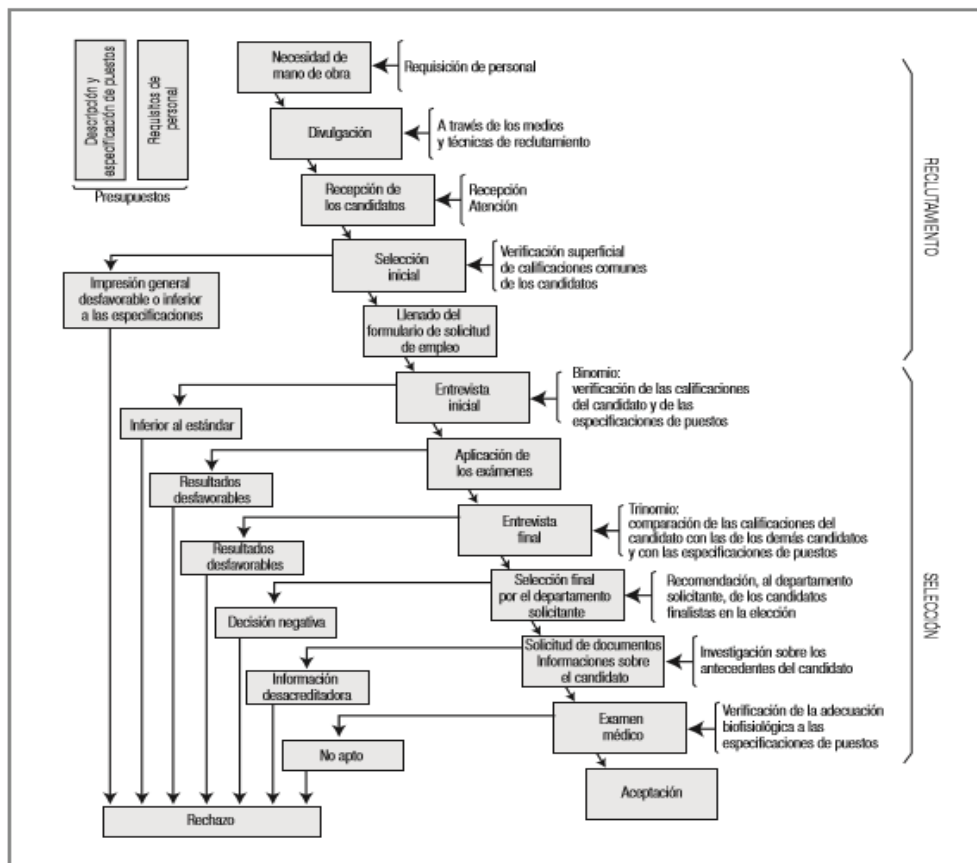 Descripción y
especificación de puestos
Requisitos de
personal
Presupuestos
Necesidad de
mano de obra
Requisición de personal
Divulgación
A través de los medios
y técnicas de reclutamiento
Recepción de
los candidatos
Recepción
Atención
Selección
inicial
Verificación superficial
de calificaciones comunes
de los candidatos
Impresión general
desfavorable o inferior
a las especificaciones
Llenado del
formulario de solicitud
de empleo
RECLUTAMIENTO
Entrevista
inicial
Binomio:
verificación de las calificaciones
del candidato y de las
especificaciones de puestos
Inferior al estándar
Aplicación de
los exámenes
Resultados
desfavorables
Entrevista
final
Trinomio:
comparación de las calificaciones del
candidato con las de los demás candidatos
y con las especificaciones de puestos
Resultados
desfavorables
Selección final
por el departamento
solicitante
Recomendación, al departamento
solicitante, de los candidatos
finalistas en la elección
Decisión negativa
Solicitud de documentos
Informaciones sobre
el candidato
Investigación sobre los
antecedentes del candidato
Información
desacreditadora
Examen
médico
Verificación de la adecuación
biofisiológica a las
especificaciones de puestos
No apto
Aceptación
Rechazo
SELECCIÓN